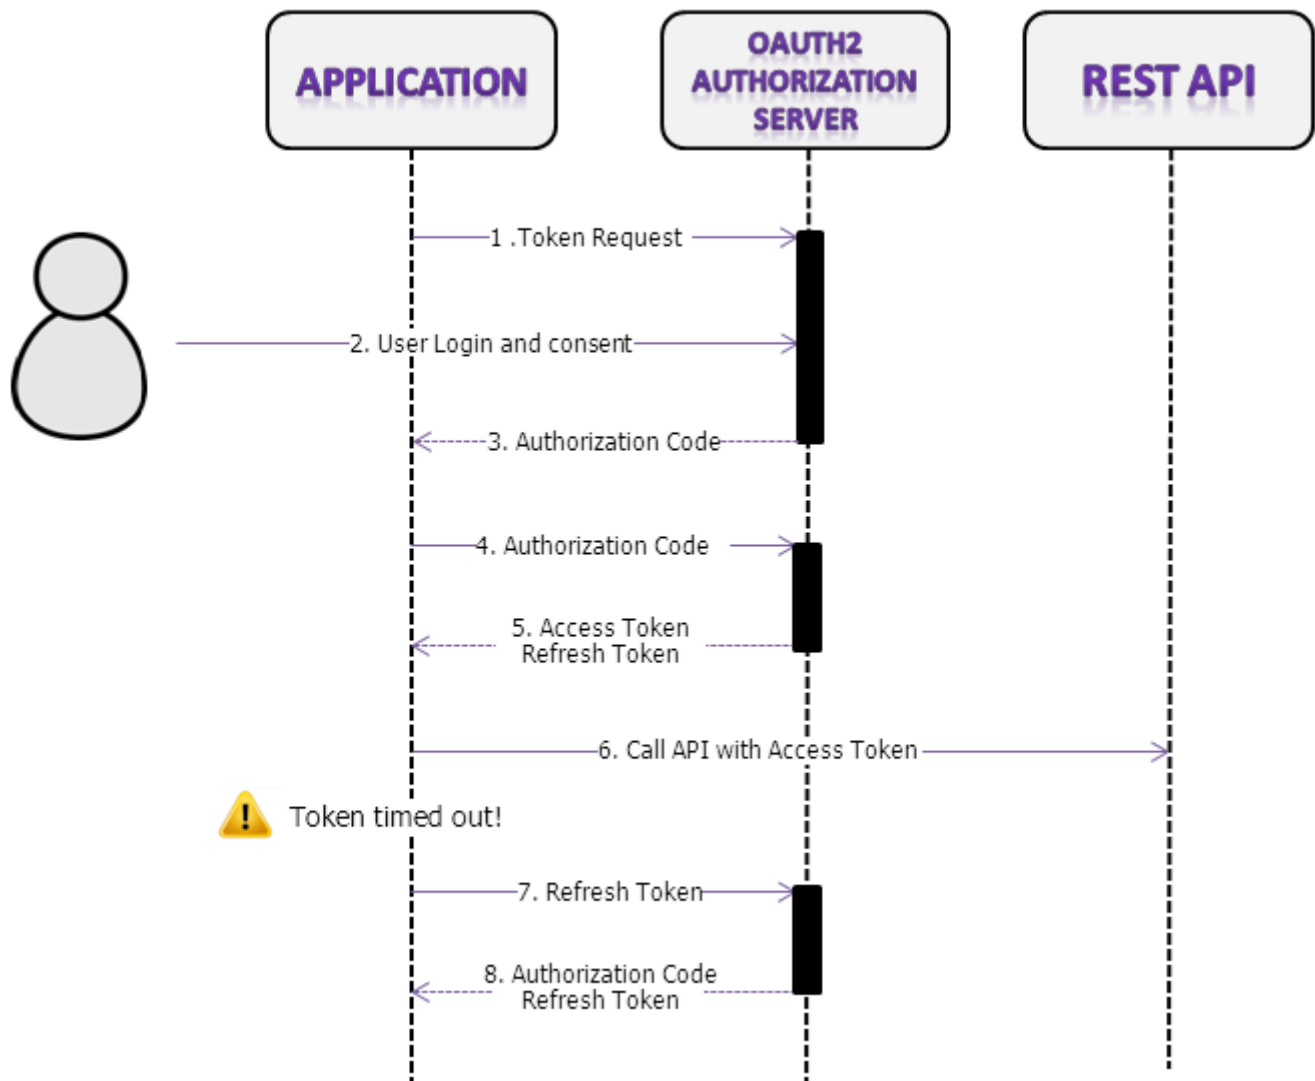 APPLICATION
OAUTH2
AUTHORIZATION
SERVER
REST API
1 .Token Request
2. User Login and consent
3. Authorization Code
4. Authorization Code
5. Access Token
Refresh Token
6. Call API with Access Token
Token timed out!
7. Refresh Token
8. Authorization Code
Refresh Token